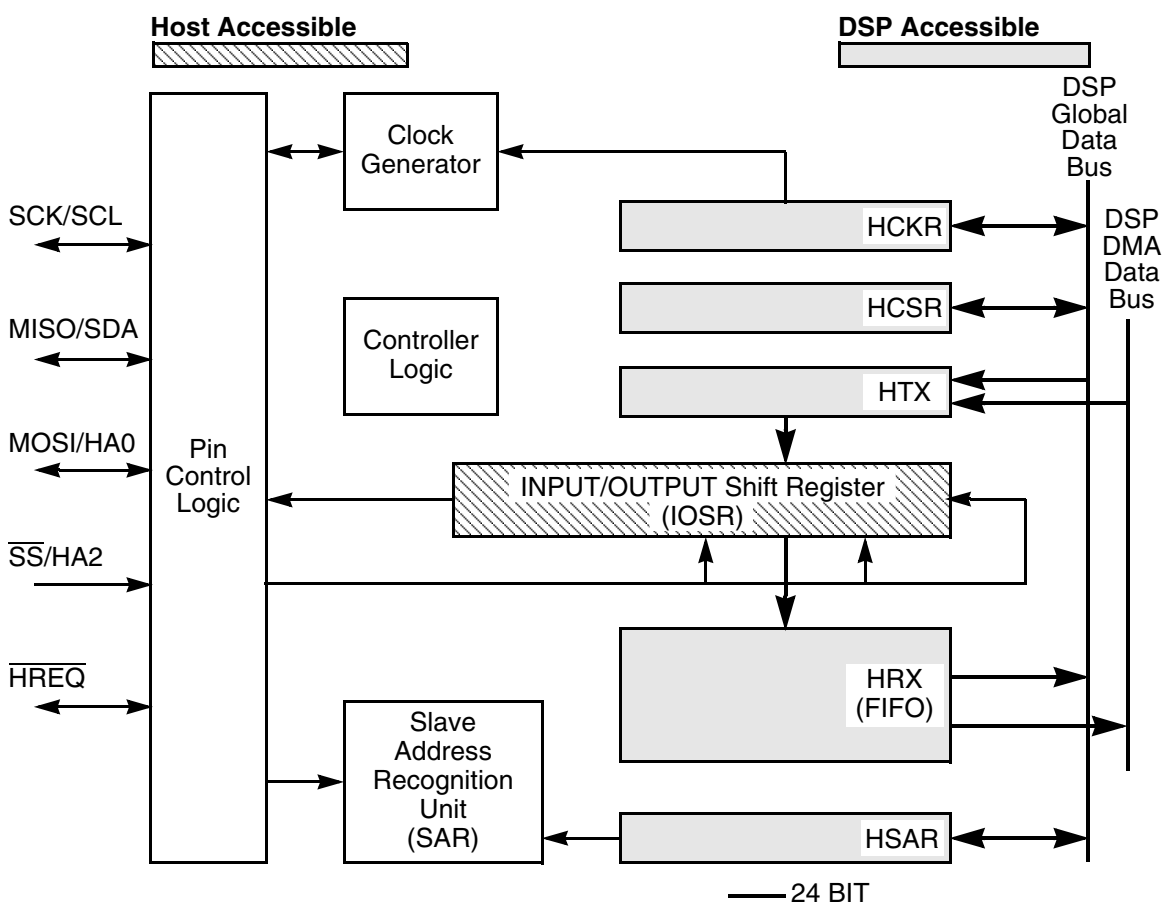 Host Accessible
DSP Accessible
DSP
Global
Data
Bus
DSP
DMA
Data
Bus
Clock
Generator
SCK/SCL
HCKR
HCSR
MISO/SDA
Controller
Logic
HTX
MOSI/HA0
Pin
Control
Logic
INPUT/OUTPUT Shift Register
(IOSR)
S̅S̅/HA2
H̅R̅E̅Q̅
HRX
(FIFO)
Slave
Address
Recognition
Unit
(SAR)
HSAR
24 BIT